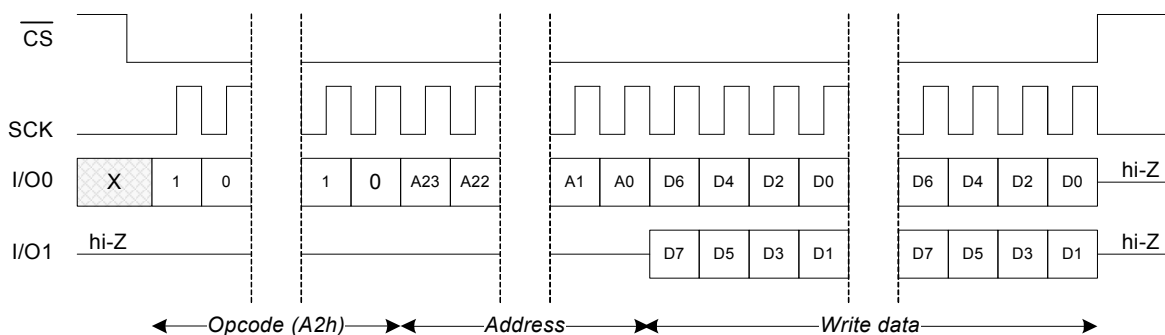 CS
SCK
I/O0 X 1 0 1 0 A23 A22 A1 A0 D6 D4 D2 D0 D6 D4 D2 D0 hi-Z
I/O1 hi-Z D7 D5 D3 D1 D7 D5 D3 D1 hi-Z
Opcode (A2h) Address Write data